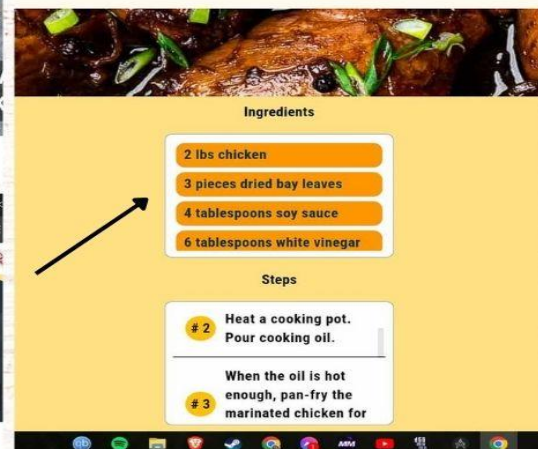 Ingredients
2 lbs chicken
3 pieces dried bay leaves
4 tablespoons soy sauce
6 tablespoons white vinegar
Steps
# 2
Heat a cooking pot.
Pour cooking oil.
# 3
When the oil is hot
enough, pan-fry the
marinated chicken for